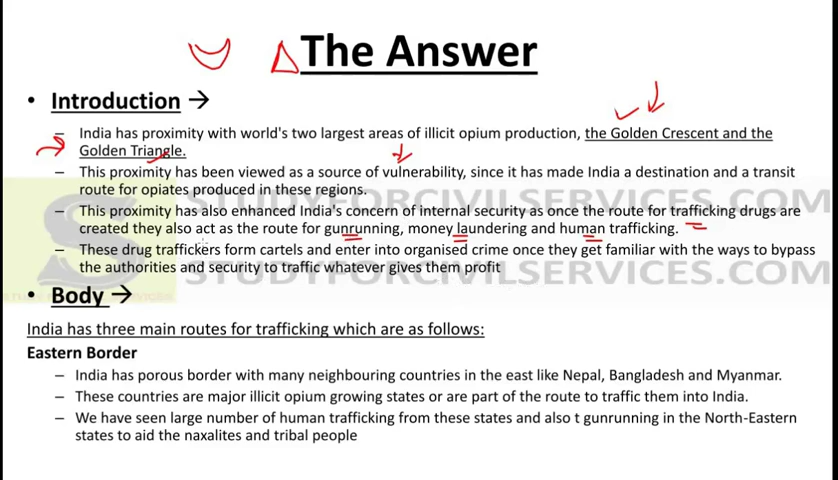 The Answer
• Introduction →
– India has proximity with world's two largest areas of illicit opium production, the Golden Crescent and the
Golden Triangle.
– This proximity has been viewed as a source of vulnerability, since it has made India a destination and a transit
route for opiates produced in these regions.
– This proximity has also enhanced India's concern of internal security as once the route for trafficking drugs are
created they also act as the route for gunrunning, money laundering and human trafficking.
– These drug traffickers form cartels and enter into organised crime once they get familiar with the ways to bypass
the authorities and security to traffic whatever gives them profit
• Body →
India has three main routes for trafficking which are as follows:
Eastern Border
– India has porous border with many neighbouring countries in the east like Nepal, Bangladesh and Myanmar.
– These countries are major illicit opium growing states or are part of the route to traffic them into India.
– We have seen large number of human trafficking from these states and also t gunrunning in the North-Eastern
states to aid the naxalites and tribal people
STUDYFORCIVILSERVICES.COM
STUDYFORCIVILSERVICES.COM